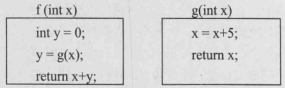 f (int x)
int y = 0;
y = g(x);
return x+y;
g(int x)
x = x+5;
return x;